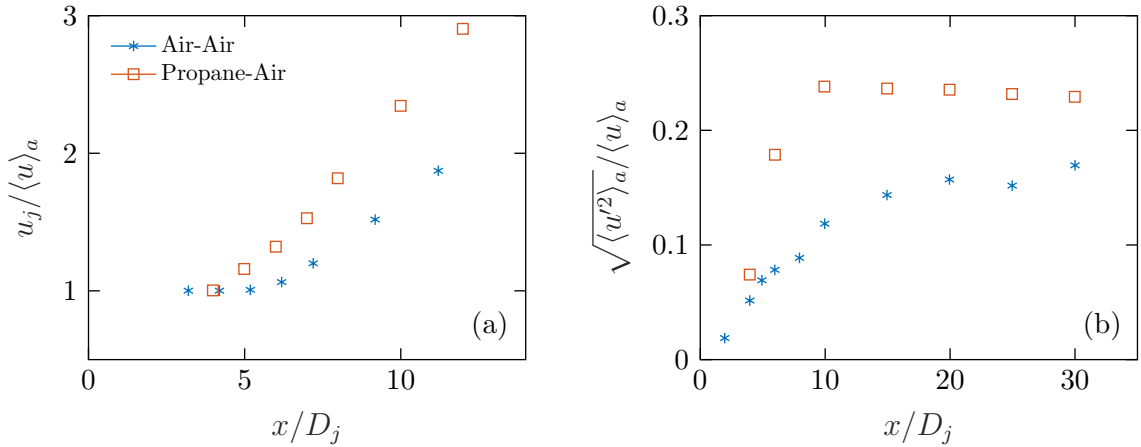 3
2
1
0
5
10
u_j/⟨u⟩_a
x/D_j
Air-Air
Propane-Air
(a)
0.3
0.2
0.1
0
0
10
20
30
√⟨u′²⟩_a/⟨u⟩_a
x/D_j
(b)